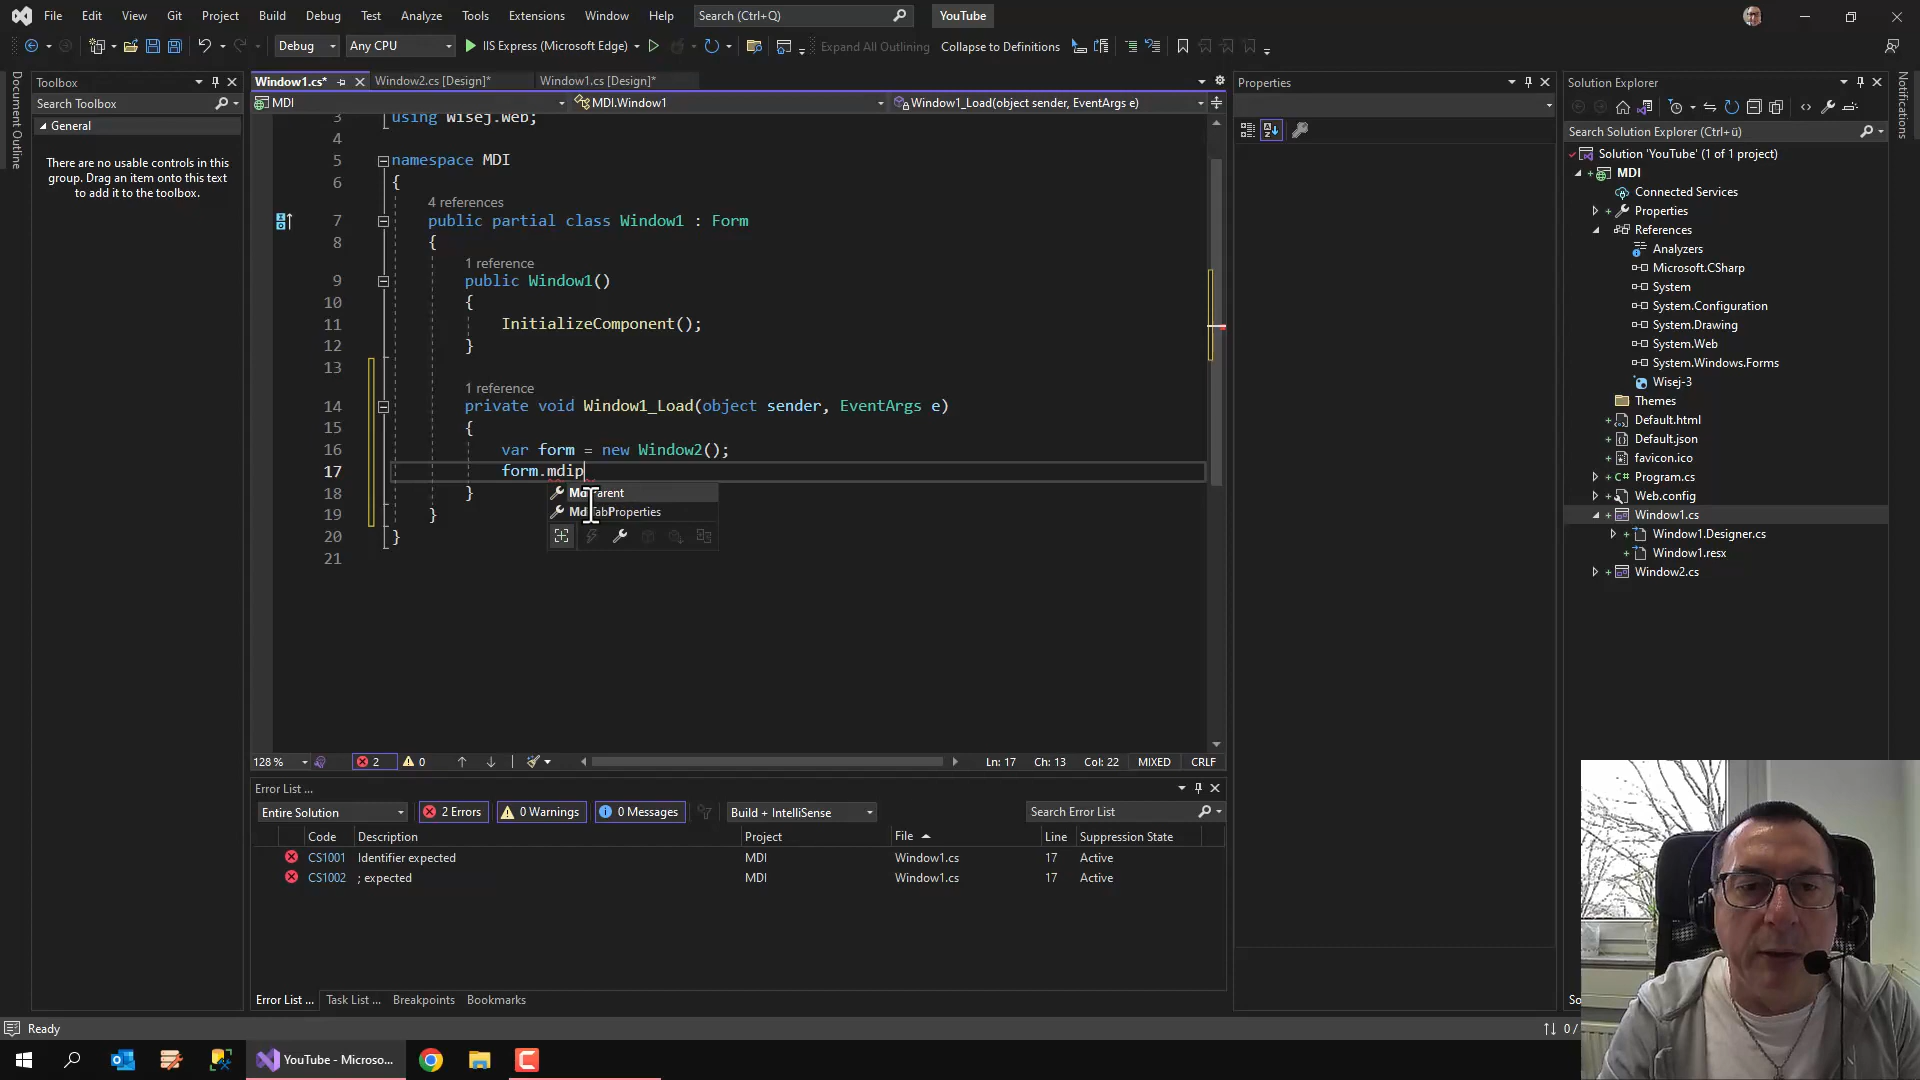 File Edit View Git Project Build Debug Test Analyze Tools Extensions Window Help Search (Ctrl+Q) YouTube
Debug Any CPU IIS Express (Microsoft Edge) Expand All Outlining Collapse to Definitions
Document Outline
Toolbox
Search Toolbox
General
There are no usable controls in this
group. Drag an item onto this text
to add it to the toolbox.
Window1.cs* Window2.cs [Design]* Window1.cs [Design]*
MDI MDI.Window1 Window1_Load(object sender, EventArgs e)
3 using Wisej.Web;
4
5 namespace MDI
6 {
4 references
7 public partial class Window1 : Form
8 {
1 reference
9 public Window1()
10 {
11 InitializeComponent();
12 }
13
1 reference
14 private void Window1_Load(object sender, EventArgs e)
15 {
16 var form = new Window2();
17 form.mdip
18 }
19 }
20 }
21
128 % 2 0 Ln: 17 Ch: 13 Col: 22 MIXED CRLF
Error List ...
Entire Solution 2 Errors 0 Warnings 0 Messages Build + IntelliSense Search Error List
Code Description Project File Line Suppression State
CS1001 Identifier expected MDI Window1.cs 17 Active
CS1002 ; expected MDI Window1.cs 17 Active
Error List ... Task List ... Breakpoints Bookmarks
Properties
Solution Explorer
Search Solution Explorer (Ctrl+ü)
Solution 'YouTube' (1 of 1 project)
MDI
Connected Services
Properties
References
Analyzers
Microsoft.CSharp
System
System.Configuration
System.Drawing
System.Web
System.Windows.Forms
Wisej-3
Themes
Default.html
Default.json
favicon.ico
Program.cs
Web.config
Window1.cs
Window1.Designer.cs
Window1.resx
Window2.cs
Notifications
Ready 0 /
YouTube - Microso...